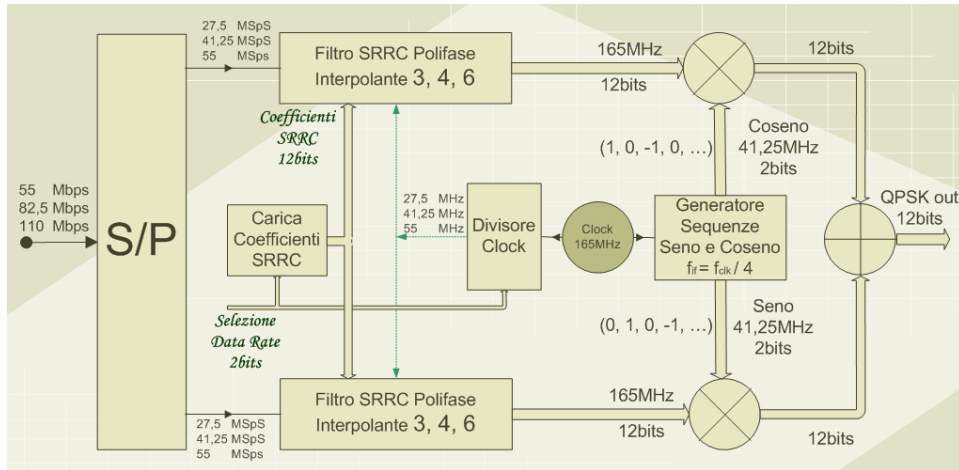 27,5 MSpS
41,25 MSpS
55 MSps
Filtro SRRC Polifase
Interpolante 3, 4, 6
165MHz
12bits
12bits
Coefficienti
SRRC
12bits
(1, 0, -1, 0, ...)
Coseno
41,25MHz
2bits
55 Mbps
82,5 Mbps
110 Mbps
S/P
Carica
Coefficienti
SRRC
27,5 MHz
41,25 MHz
55 MHz
Divisore
Clock
Clock
165MHz
Generatore
Sequenze
Seno e Coseno
fif = fclk / 4
QPSK out
12bits
Selezione
Data Rate
2bits
(0, 1, 0, -1, ...)
Seno
41,25MHz
2bits
Filtro SRRC Polifase
Interpolante 3, 4, 6
165MHz
12bits
12bits
27,5 MSpS
41,25 MSpS
55 MSps